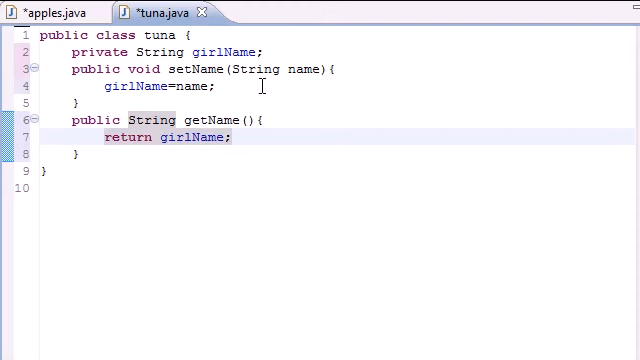 *apples.java *tuna.java
1 public class tuna {
2 private String girlName;
3 public void setName(String name){
4 girlName=name;
5 }
6 public String getName(){
7 return girlName;
8 }
9 }
10